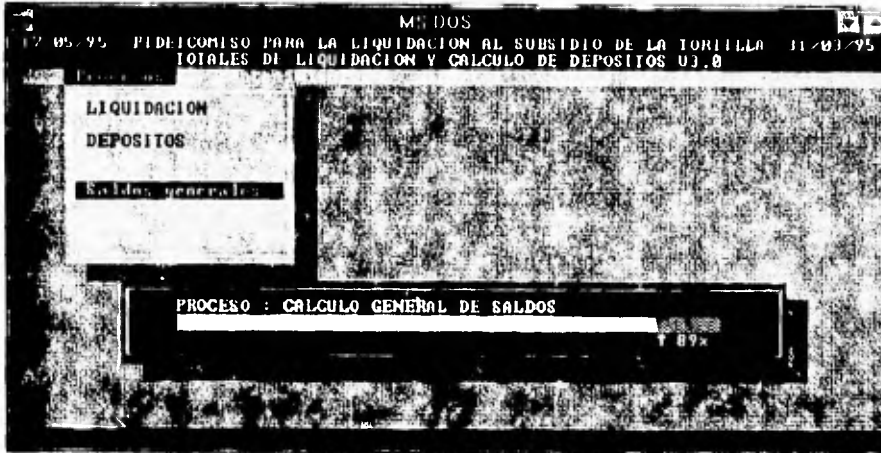 MS DOS
17/05/95 FIDEICOMISO PARA LA LIQUIDACION AL SUBSIDIO DE LA TORTILLA 31/03/95
TOTALES DE LIQUIDACION Y CALCULO DE DEPOSITOS V3.0
Procesos
LIQUIDACION
DEPOSITOS
Saldos generales
PROCESO : CALCULO GENERAL DE SALDOS
↑ 89%